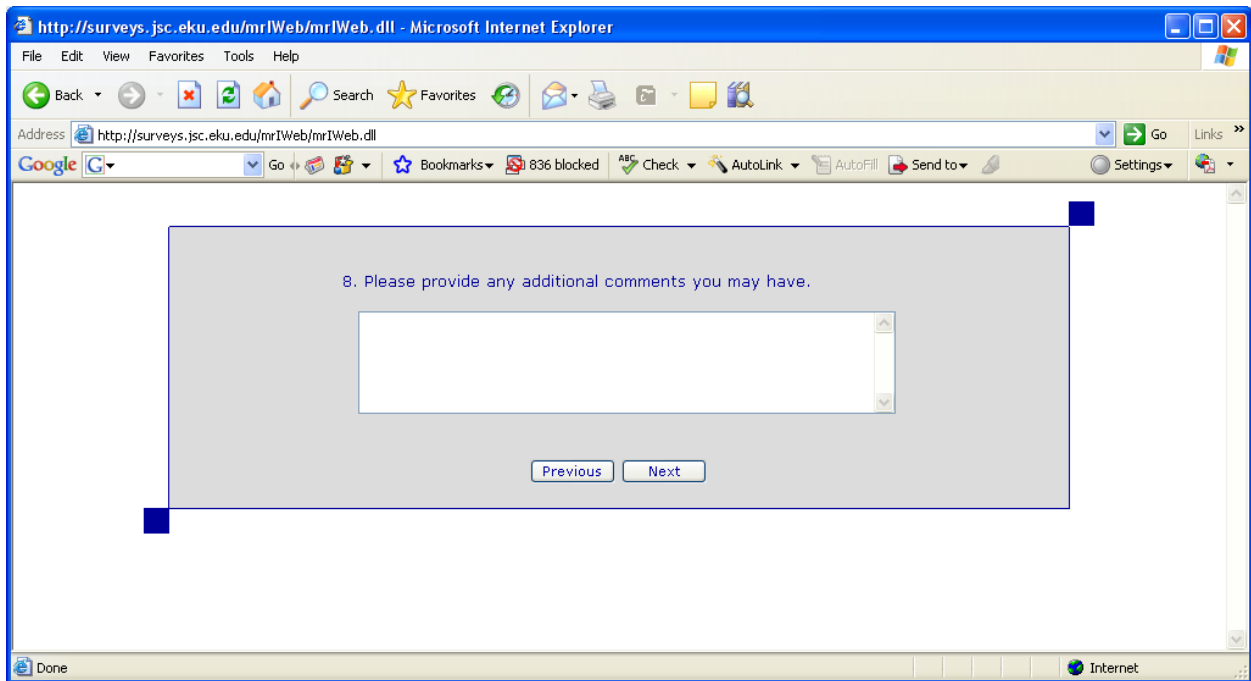 http://surveys.jsc.eku.edu/mrIWeb/mrIWeb.dll - Microsoft Internet Explorer
File Edit View Favorites Tools Help
Back Search Favorites
Address http://surveys.jsc.eku.edu/mrIWeb/mrIWeb.dll Go Links »
Google G Go Bookmarks 836 blocked ABC Check AutoLink AutoFill Send to Settings
8. Please provide any additional comments you may have.
Previous Next
Done Internet